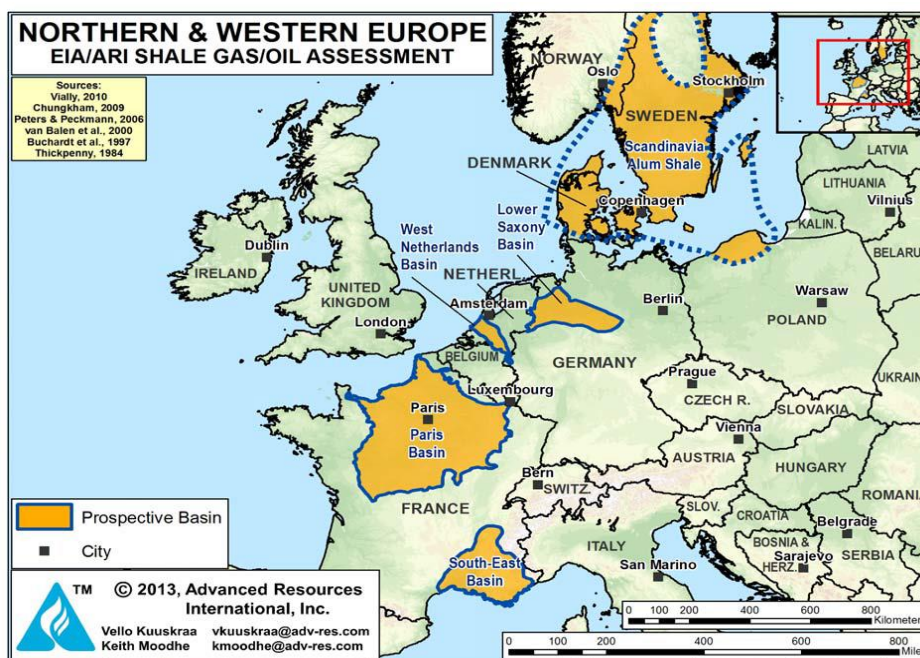 NORTHERN & WESTERN EUROPE
EIA/ARI SHALE GAS/OIL ASSESSMENT
Sources:
Vially, 2010
Chungkham, 2009
Peters & Peckmann, 2006
van Balen et al., 2000
Buchardt et al., 1997
Thickpenny, 1984
NORWAY
Oslo
Stockholm
SWEDEN
Scandinavia
Alum Shale
LATVIA
LITHUANIA
Vilnius
KALIN.
BELARU
DENMARK
Copenhagen
Lower
Saxony
Basin
West
Netherlands
Basin
NETHERL.
Amsterdam
Dublin
IRELAND
UNITED
KINGDOM
London
Berlin
Warsaw
POLAND
BELGIUM
GERMANY
UKRAIN
Luxembourg
Prague
CZECH R.
SLOVAKIA
Paris
Paris
Basin
Vienna
AUSTRIA
HUNGARY
Bern
SWITZ.
FRANCE
SLOV.
CROATIA
ROMANI
Belgrade
ITALY
BOSNIA &
HERZ.
Sarajevo
SERBIA
San Marino
South-East
Basin
Prospective Basin
City
TM
© 2013, Advanced Resources
International, Inc.
Vello Kuuskraa vkuuskraa@adv-res.com
Keith Moodhe kmoodhe@adv-res.com
0 100 200 400 600 800
Kilometer
0 100 200 400 600 800
Mile